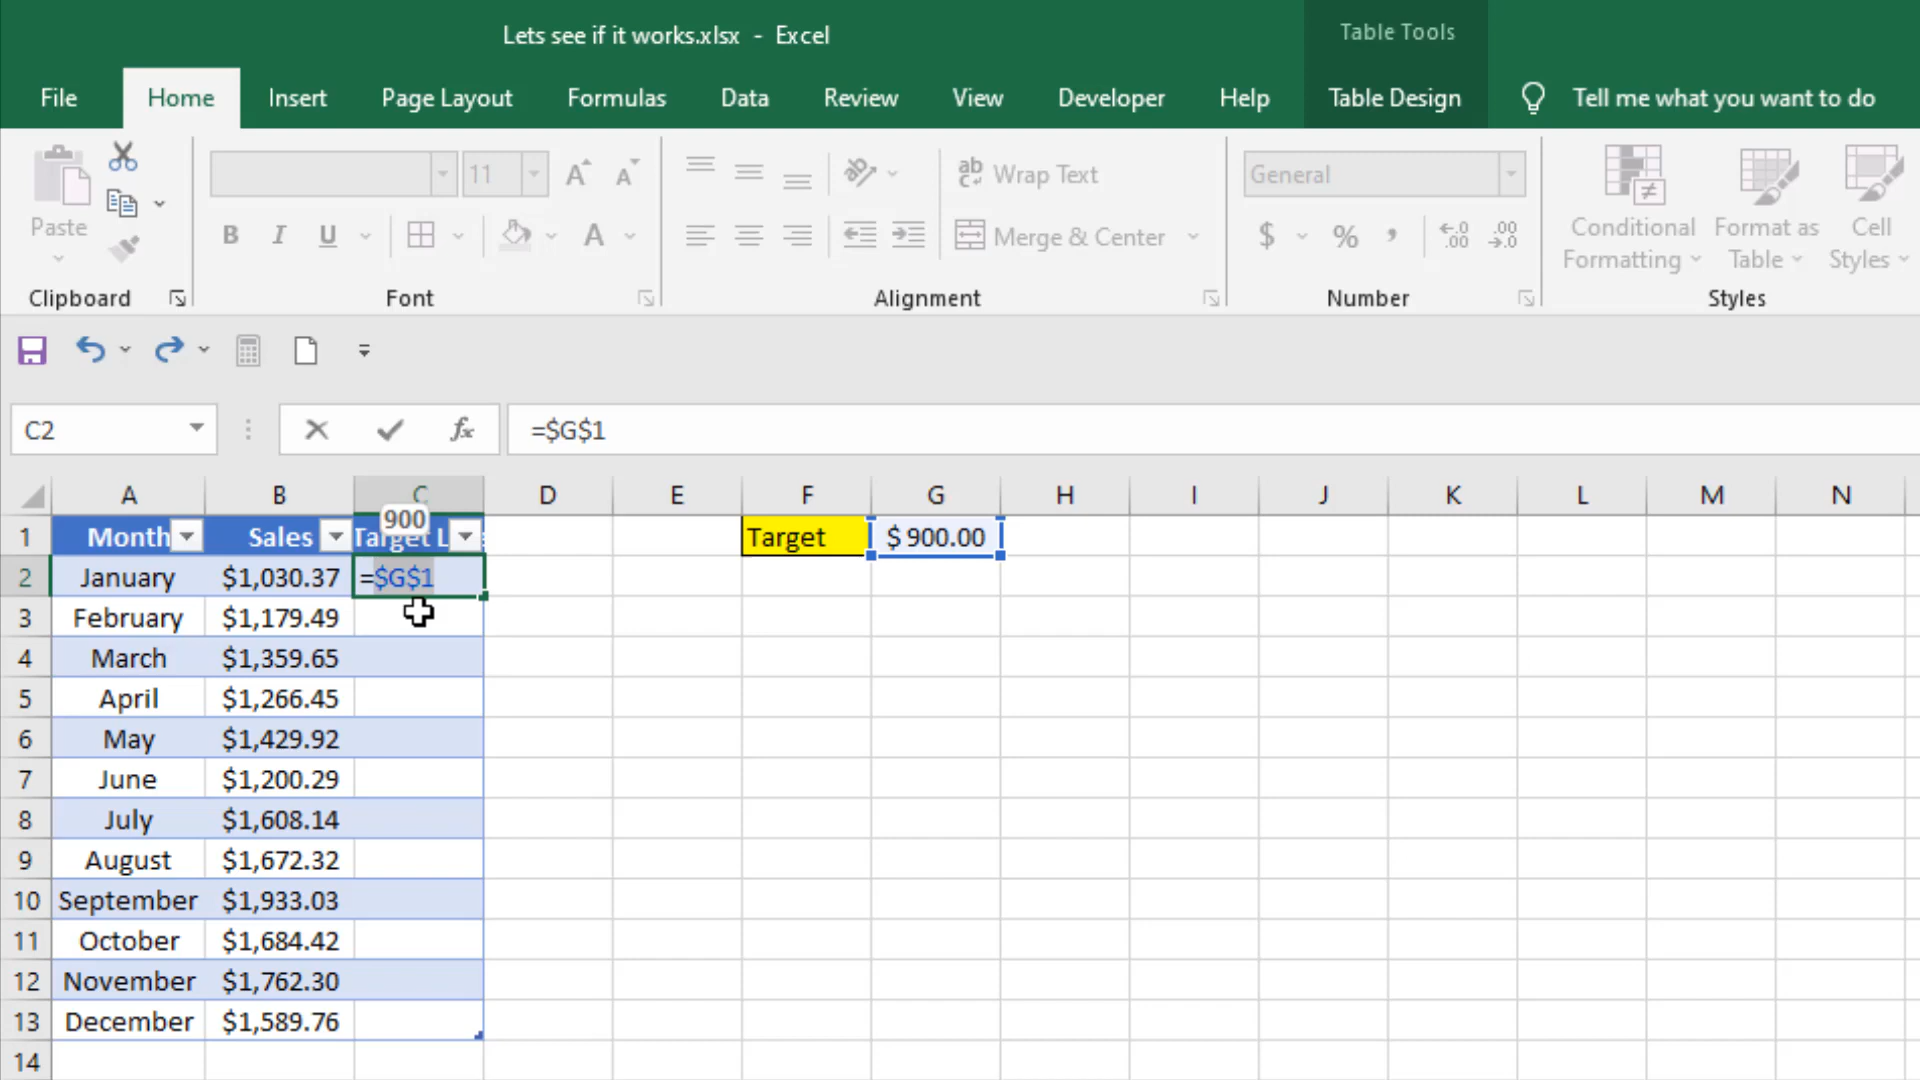 Lets see if it works.xlsx - Excel
Table Tools
File Home Insert Page Layout Formulas Data Review View Developer Help Table Design Tell me what you want to do
Paste
11
General
Wrap Text
Merge & Center
B I U A
$ % ,
Conditional Formatting
Format as Table
Cell Styles
Clipboard Font Alignment Number Styles
C2 fx =$G$1
A B C D E F G H I J K L M N
900
1 Month Sales Target L Target $ 900.00
2 January $1,030.37 =$G$1
3 February $1,179.49
4 March $1,359.65
5 April $1,266.45
6 May $1,429.92
7 June $1,200.29
8 July $1,608.14
9 August $1,672.32
10 September $1,933.03
11 October $1,684.42
12 November $1,762.30
13 December $1,589.76
14